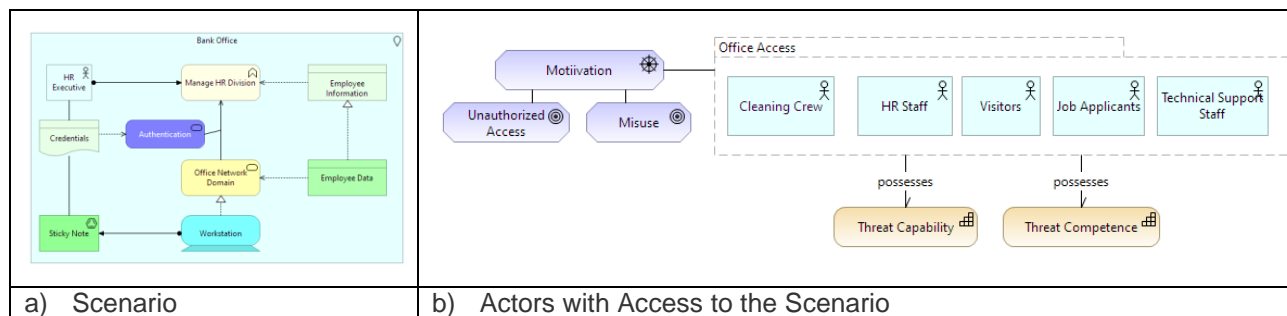 Bank Office
HR
Executive
Manage HR Division
Employee
Information
Credentials
Authentication
Office Network
Domain
Employee Data
Sticky Note
Workstation
a) Scenario
Motiivation
Unauthorized
Access
Misuse
Office Access
Cleaning Crew
HR Staff
Visitors
Job Applicants
Technical Support
Staff
possesses
possesses
Threat Capability
Threat Competence
b) Actors with Access to the Scenario